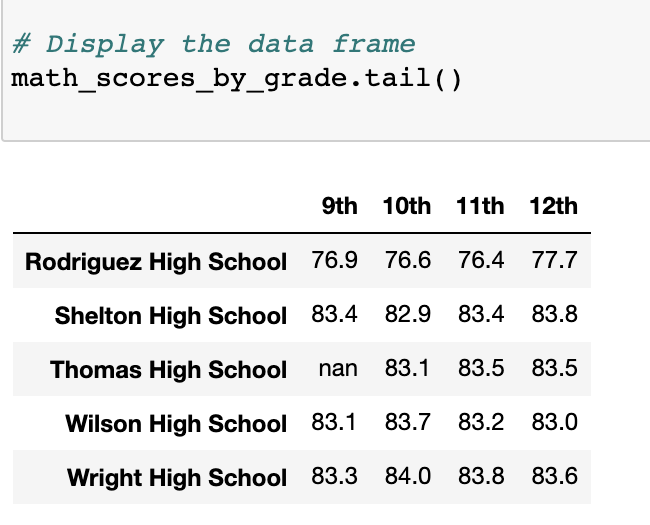 # Display the data frame
math_scores_by_grade.tail()
9th 10th 11th 12th
Rodriguez High School 76.9 76.6 76.4 77.7
Shelton High School 83.4 82.9 83.4 83.8
Thomas High School nan 83.1 83.5 83.5
Wilson High School 83.1 83.7 83.2 83.0
Wright High School 83.3 84.0 83.8 83.6